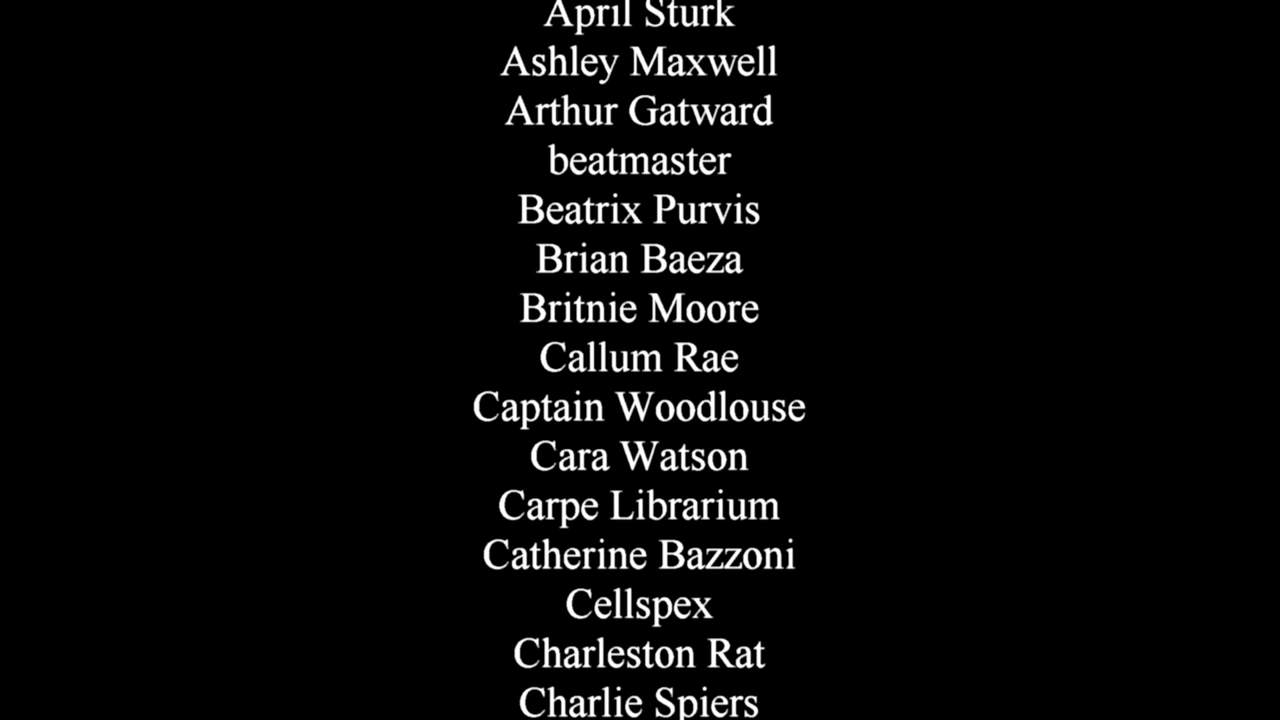 April Sturk
Ashley Maxwell
Arthur Gatward
beatmaster
Beatrix Purvis
Brian Baeza
Britnie Moore
Callum Rae
Captain Woodlouse
Cara Watson
Carpe Librarium
Catherine Bazzoni
Cellspex
Charleston Rat
Charlie Spiers